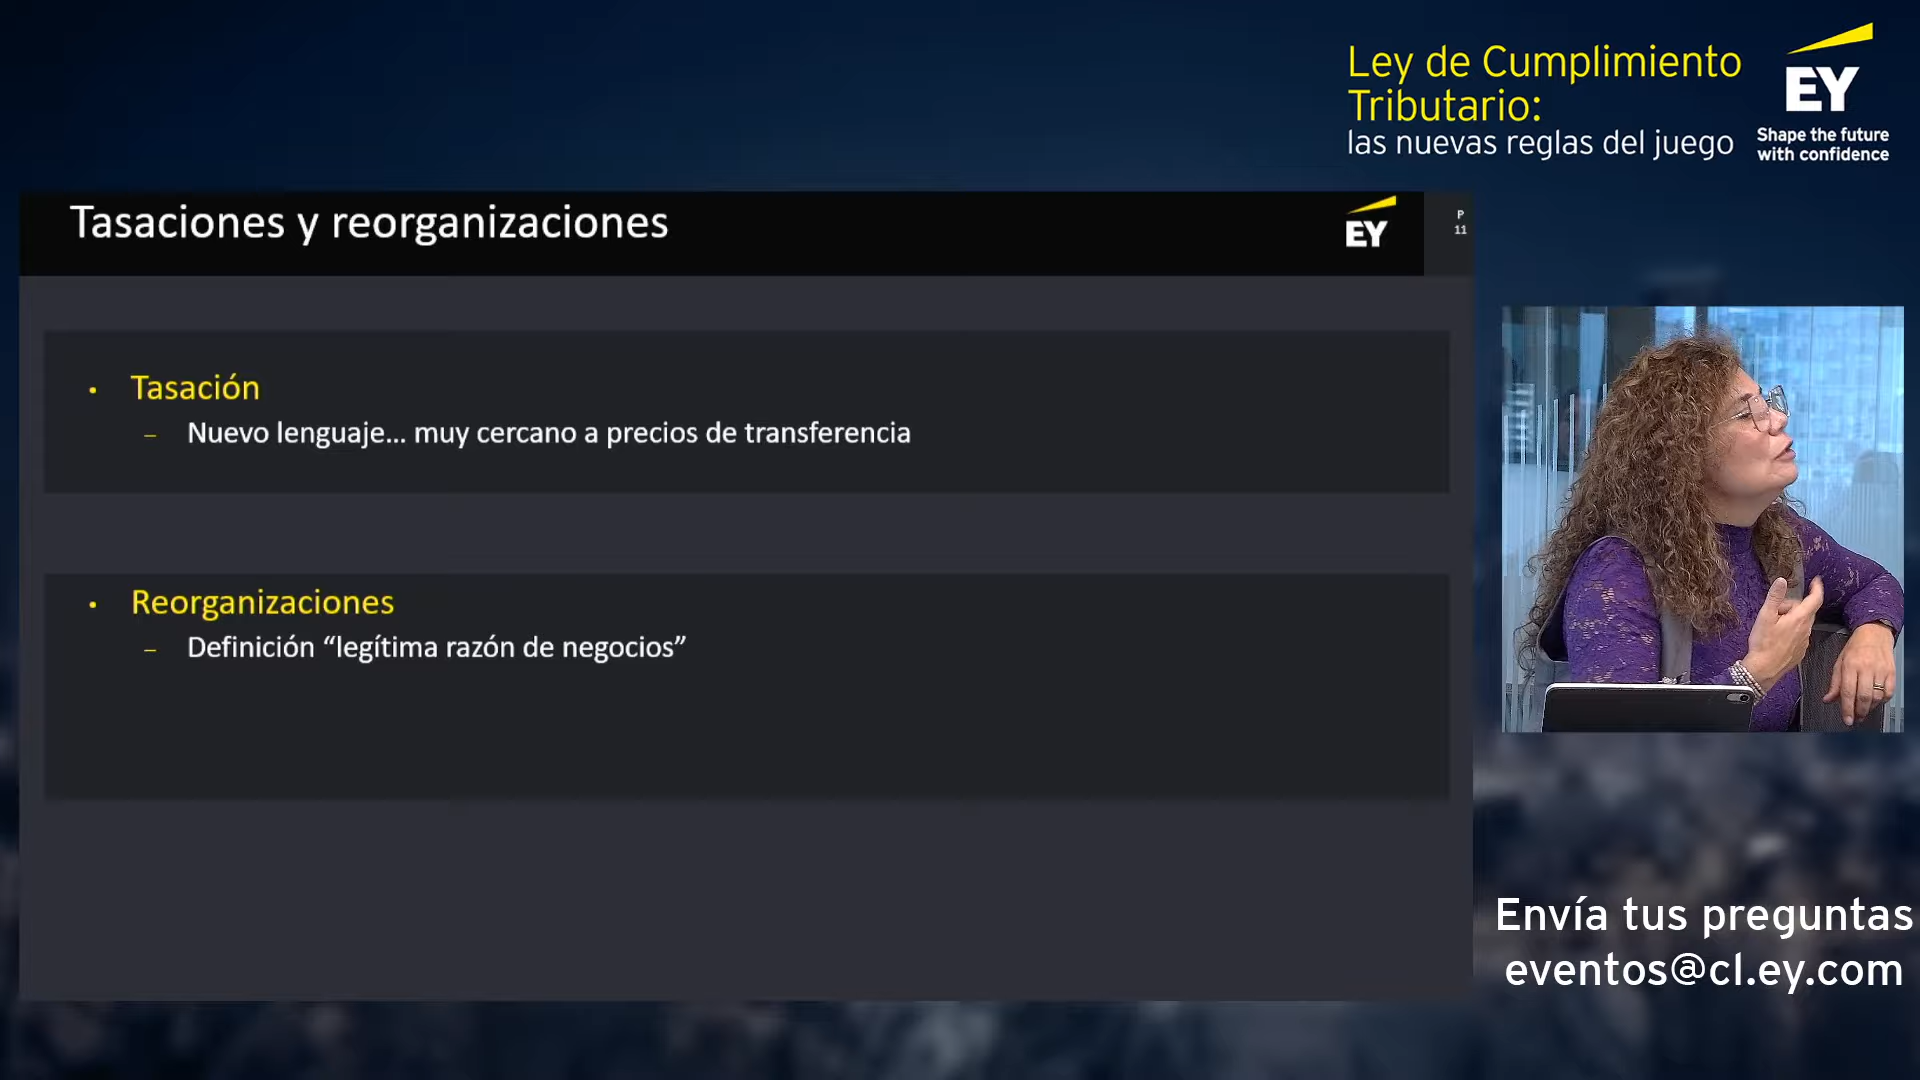 Ley de Cumplimiento
Tributario:
las nuevas reglas del juego
EY
Shape the future
with confidence
Tasaciones y reorganizaciones
EY
P
11
• Tasación
– Nuevo lenguaje... muy cercano a precios de transferencia
• Reorganizaciones
– Definición “legítima razón de negocios”
Envía tus preguntas
eventos@cl.ey.com